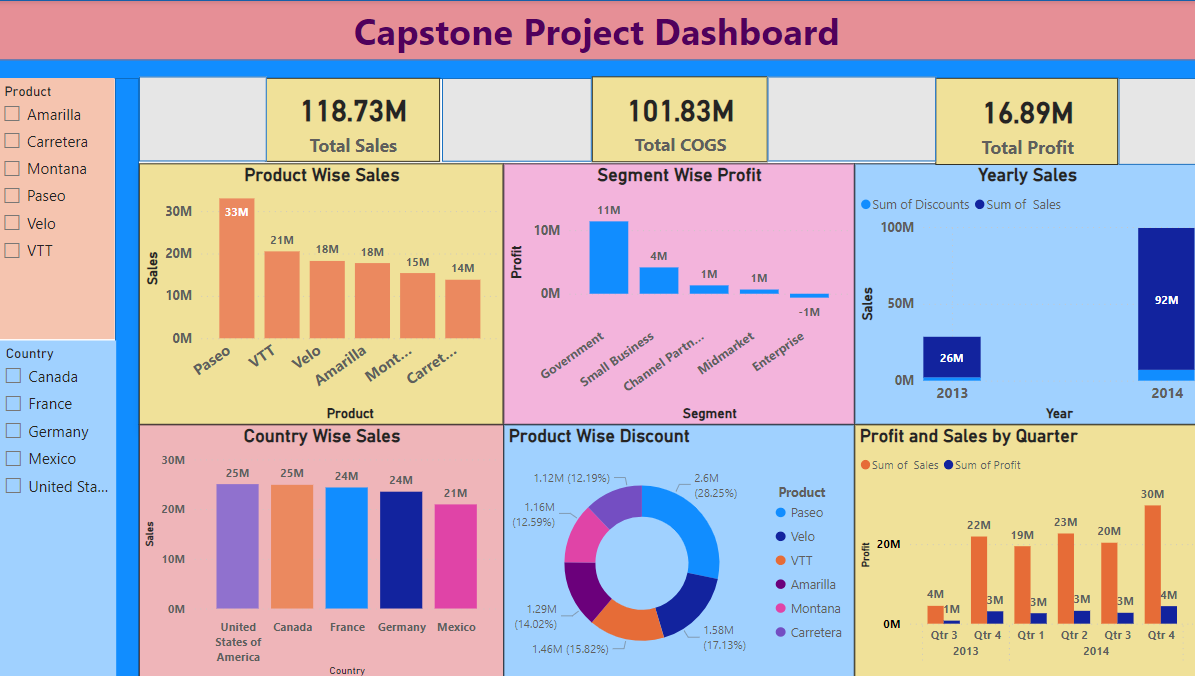 Capstone Project Dashboard
Product
Amarilla
Carretera
Montana
Paseo
Velo
VTT
Country
Canada
France
Germany
Mexico
United Sta...
118.73M
Total Sales
101.83M
Total COGS
16.89M
Total Profit
Product Wise Sales
Sales
30M
20M
10M
0M
33M
21M
18M
18M
15M
14M
Paseo
VTT
Velo
Amarilla
Mont...
Carret...
Product
Segment Wise Profit
Profit
10M
0M
11M
4M
1M
1M
-1M
Government
Small Business
Channel Partn...
Midmarket
Enterprise
Segment
Yearly Sales
Sum of Discounts
Sum of Sales
Sales
100M
50M
0M
26M
92M
2013
2014
Year
Country Wise Sales
Sales
30M
20M
10M
0M
25M
25M
24M
24M
21M
United
States of
America
Canada
France
Germany
Mexico
Country
Product Wise Discount
2.6M
(28.25%)
1.58M
(17.13%)
1.46M (15.82%)
1.29M
(14.02%)
1.16M
(12.59%)
1.12M (12.19%)
Product
Paseo
Velo
VTT
Amarilla
Montana
Carretera
Profit and Sales by Quarter
Sum of Sales
Sum of Profit
Profit
20M
0M
4M
1M
22M
3M
19M
3M
23M
3M
20M
3M
30M
4M
Qtr 3
Qtr 4
Qtr 1
Qtr 2
Qtr 3
Qtr 4
2013
2014